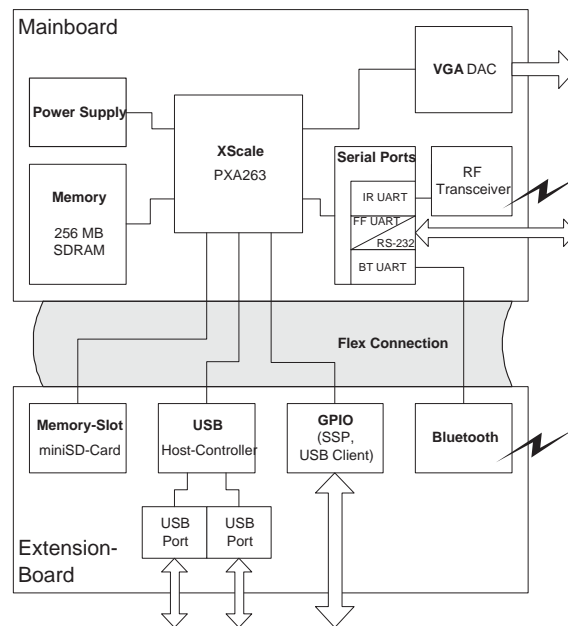 Mainboard
VGA DAC
Power Supply
XScale
PXA263
Memory
256 MB
SDRAM
Serial Ports
IR UART
FF UART
RS-232
BT UART
RF
Transceiver
Flex Connection
Memory-Slot
miniSD-Card
USB
Host-Controller
GPIO
(SSP,
USB Client)
Bluetooth
USB
Port
USB
Port
Extension-
Board